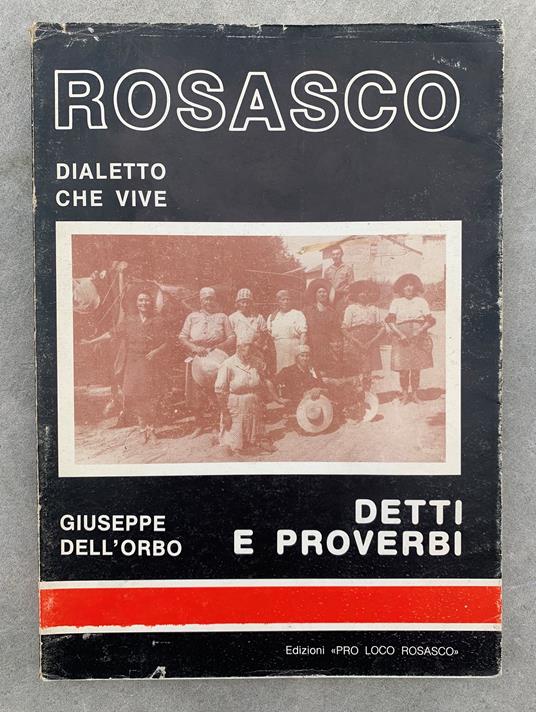 ROSASCO
DIALETTO
CHE VIVE
GIUSEPPE
DELL'ORBO
DETTI
E PROVERBI
Edizioni «PRO LOCO ROSASCO»